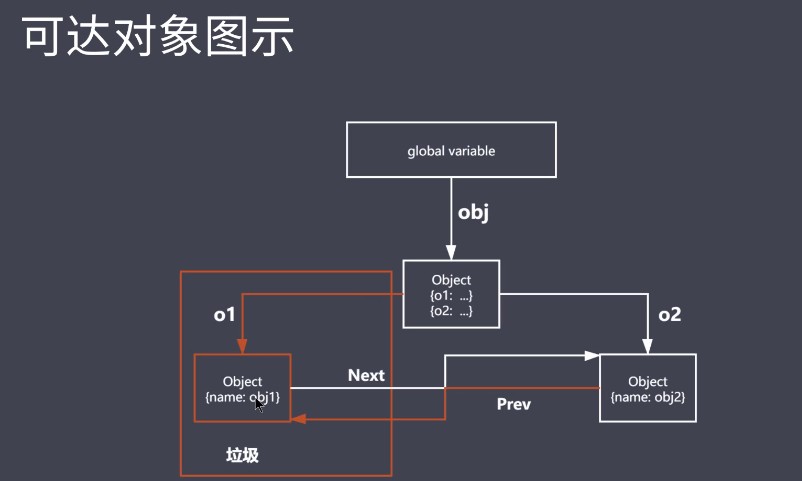 可达对象图示
global variable
obj
Object
{o1: ...}
{o2: ...}
o1
o2
Object
{name: obj1}
Next
Prev
Object
{name: obj2}
垃圾